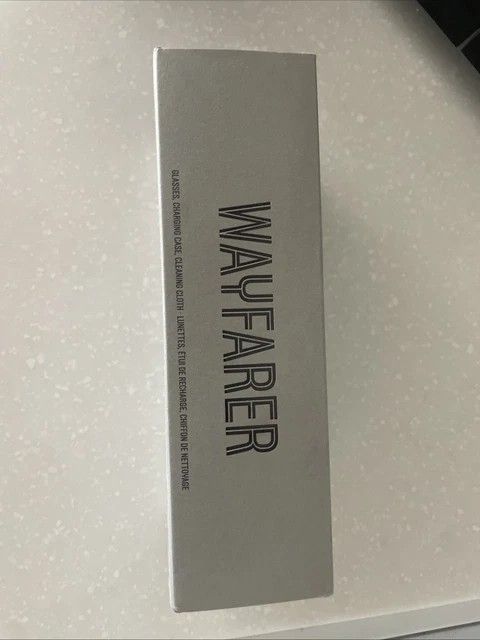 WAYFARER
GLASSES, CHARGING CASE, CLEANING CLOTH LUNETTES, ÉTUI DE RECHARGE, CHIFFON DE NETTOYAGE